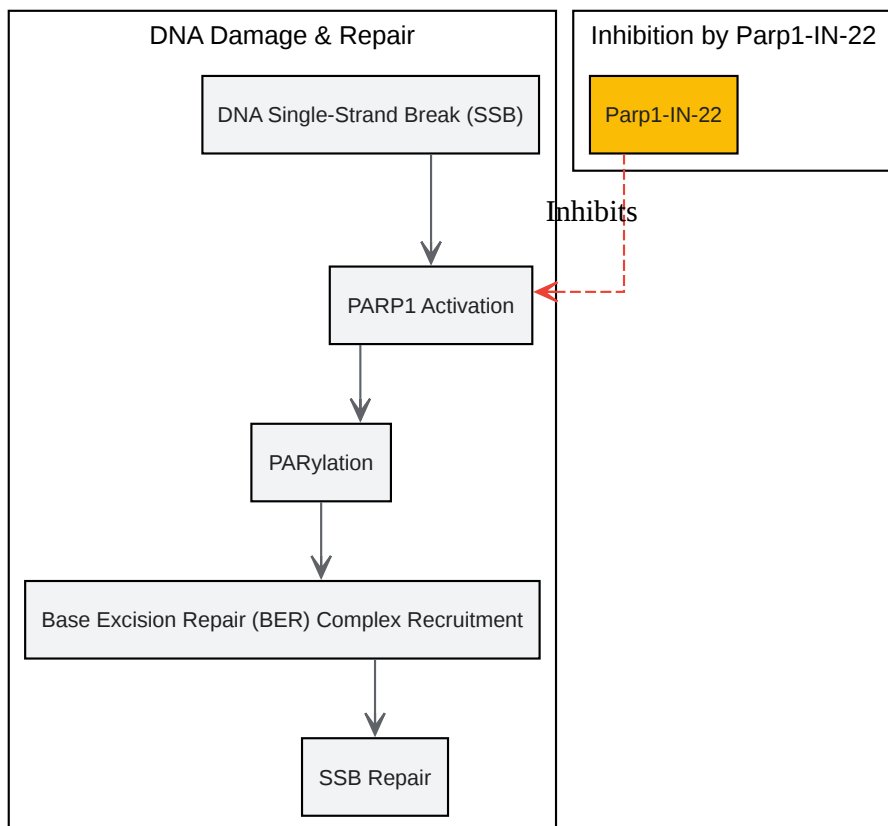 DNA Damage & Repair
DNA Single-Strand Break (SSB)
PARP1 Activation
PARylation
Base Excision Repair (BER) Complex Recruitment
SSB Repair
Inhibition by Parp1-IN-22
Parp1-IN-22
Inhibits